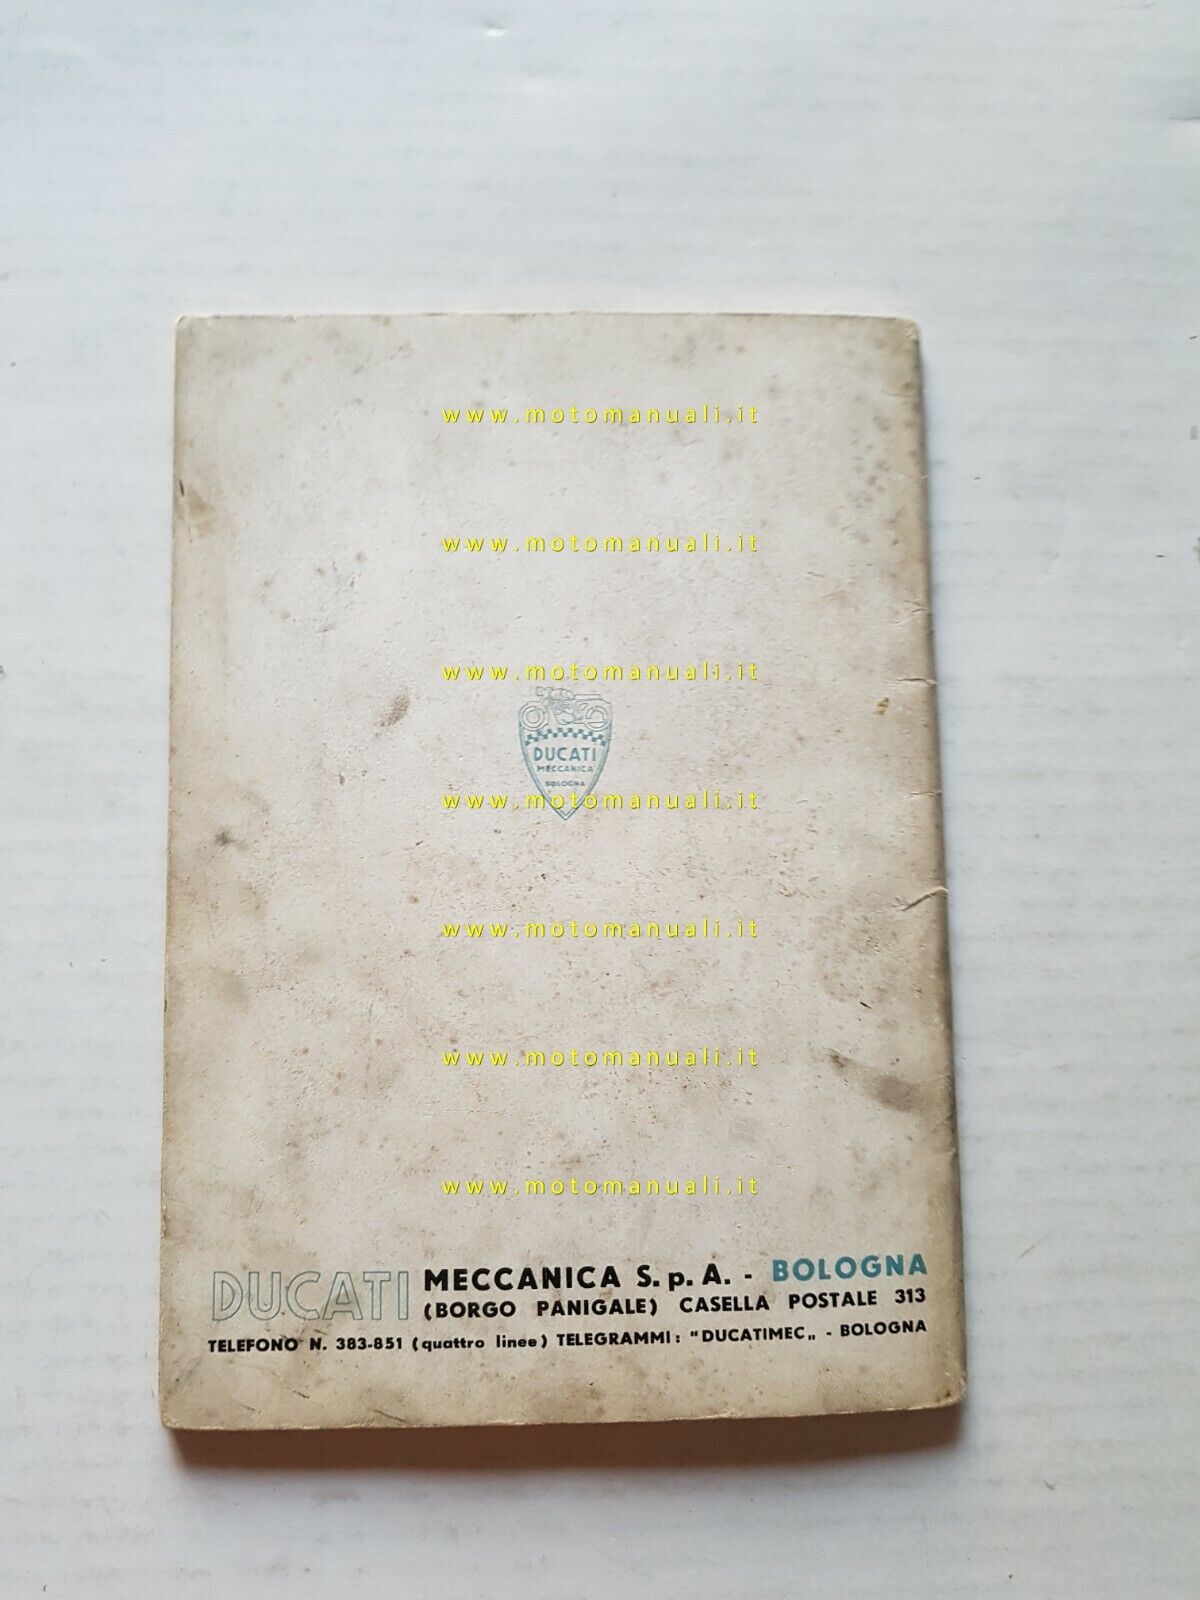 www.motomanuali.it
www.motomanuali.it
www.motomanuali.it
DUCATI
MECCANICA
BOLOGNA
www.motomanuali.it
www.motomanuali.it
www.motomanuali.it
www.motomanuali.it
DUCATI MECCANICA S.p.A. - BOLOGNA
(BORGO PANIGALE) CASELLA POSTALE 313
TELEFONO N. 383-851 (quattro linee) TELEGRAMMI: "DUCATIMEC„ - BOLOGNA